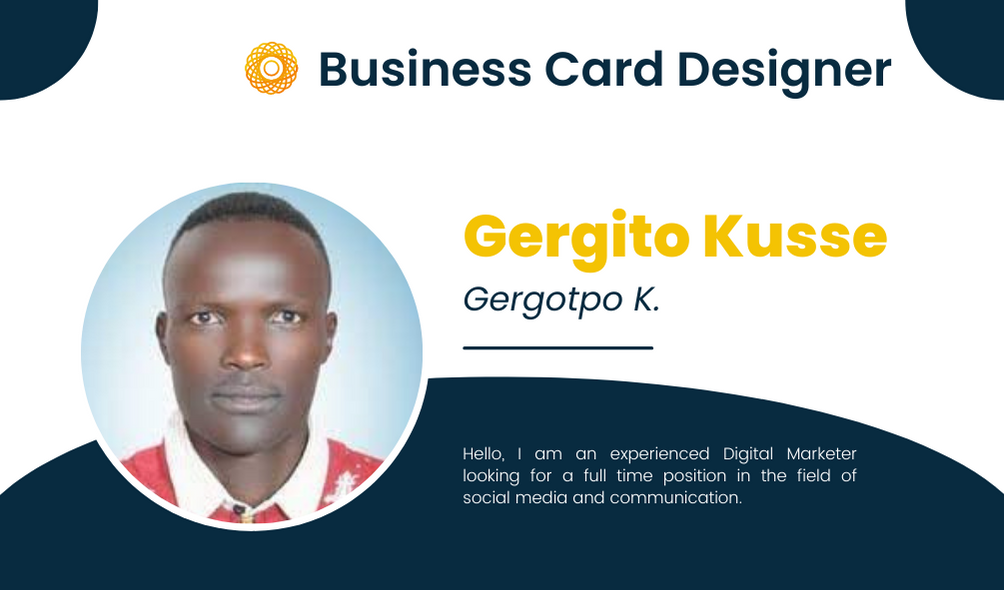 Business Card Designer
Gergito Kusse
Gergotpo K.
Hello, I am an experienced Digital Marketer
looking for a full time position in the field of
social media and communication.